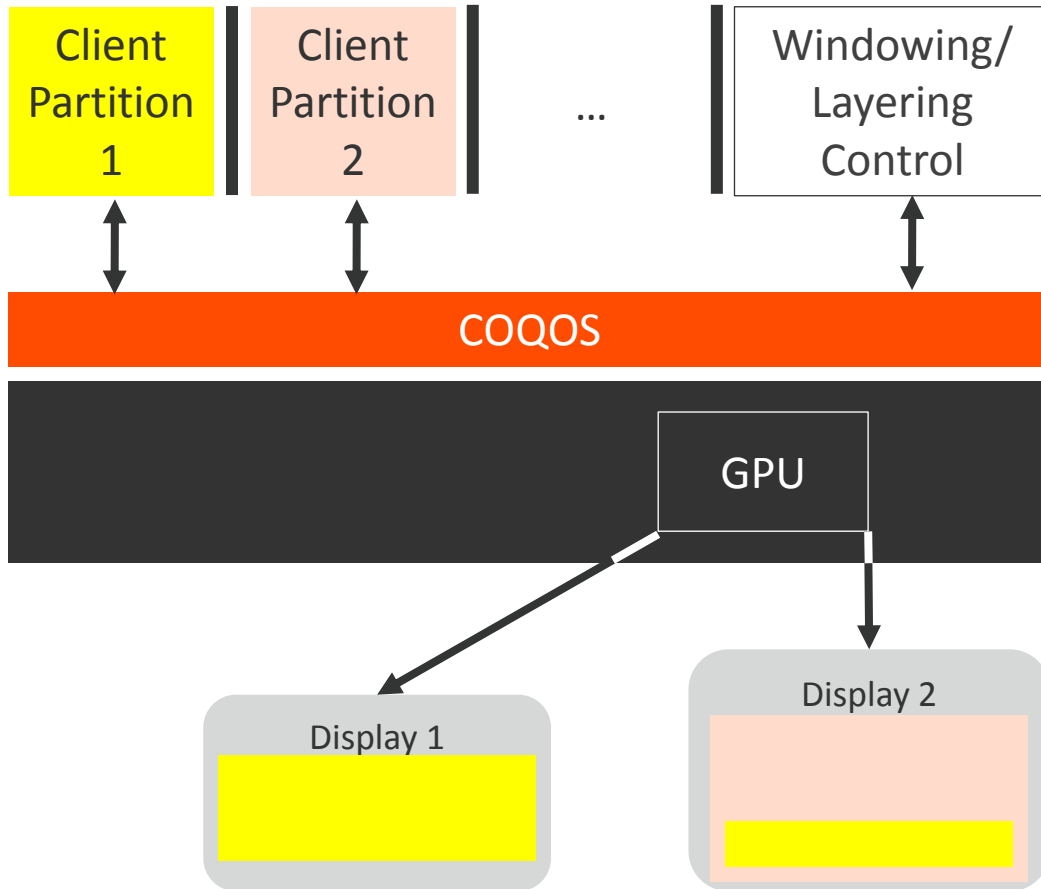 Client
Partition
1
Client
Partition
2
...
Windowing/
Layering
Control
COQOS
GPU
Display 1
Display 2